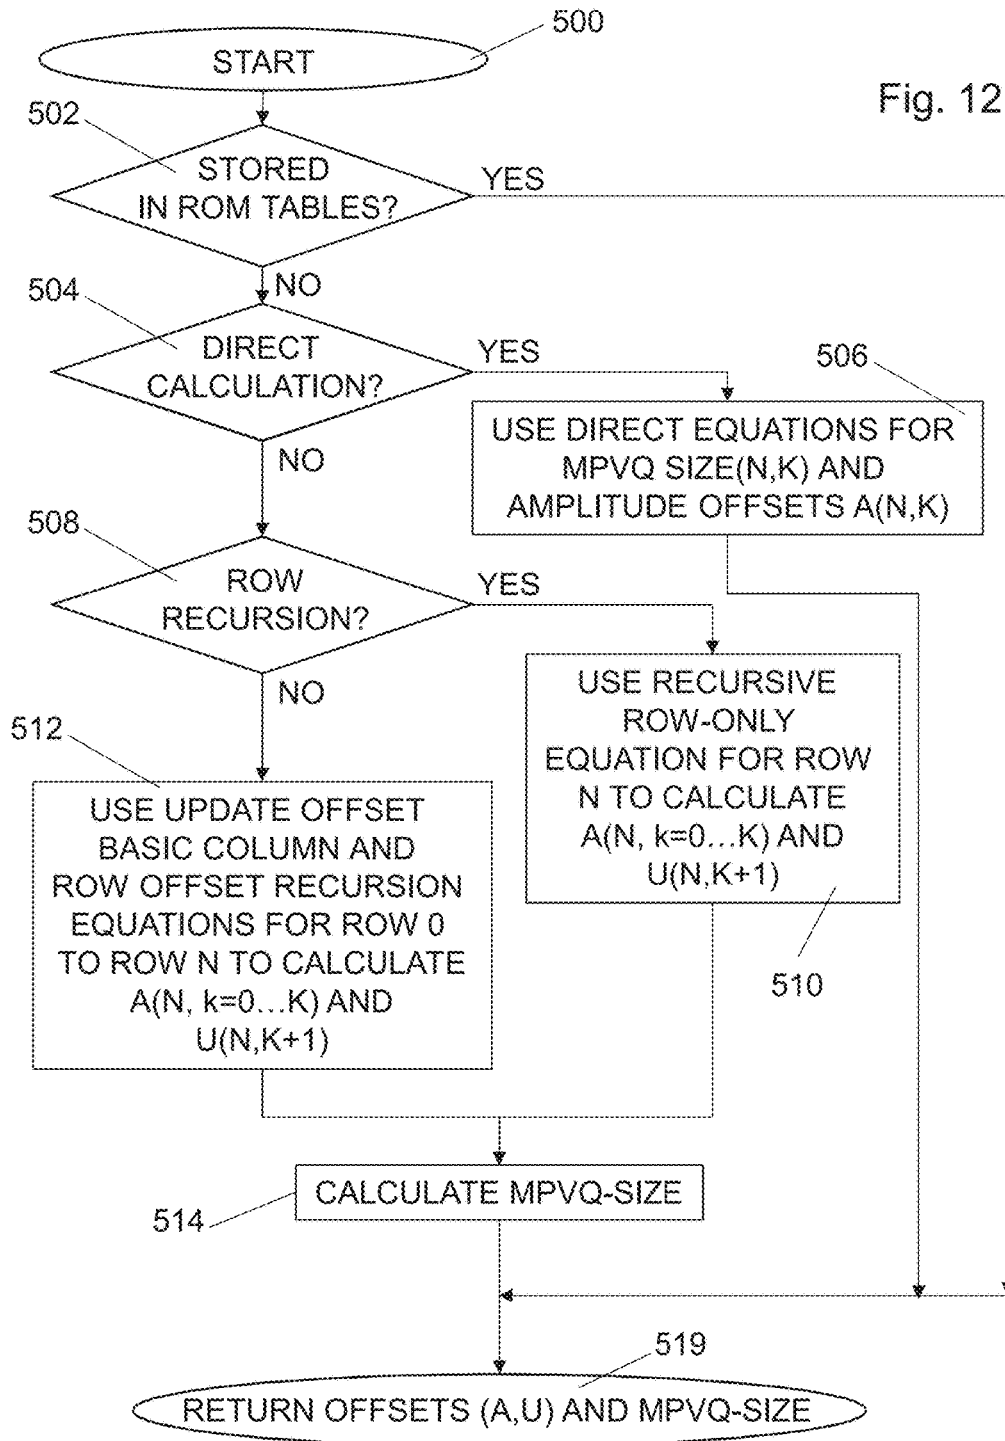 500
START
Fig. 12
502
STORED
IN ROM TABLES?
YES
NO
504
DIRECT
CALCULATION?
YES
506
USE DIRECT EQUATIONS FOR
MPVQ SIZE(N,K) AND
AMPLITUDE OFFSETS A(N,K)
NO
508
ROW
RECURSION?
YES
USE RECURSIVE
ROW-ONLY
EQUATION FOR ROW
N TO CALCULATE
A(N, k=0...K) AND
U(N,K+1)
510
NO
512
USE UPDATE OFFSET
BASIC COLUMN AND
ROW OFFSET RECURSION
EQUATIONS FOR ROW 0
TO ROW N TO CALCULATE
A(N, k=0...K) AND
U(N,K+1)
CALCULATE MPVQ-SIZE
514
519
RETURN OFFSETS (A,U) AND MPVQ-SIZE